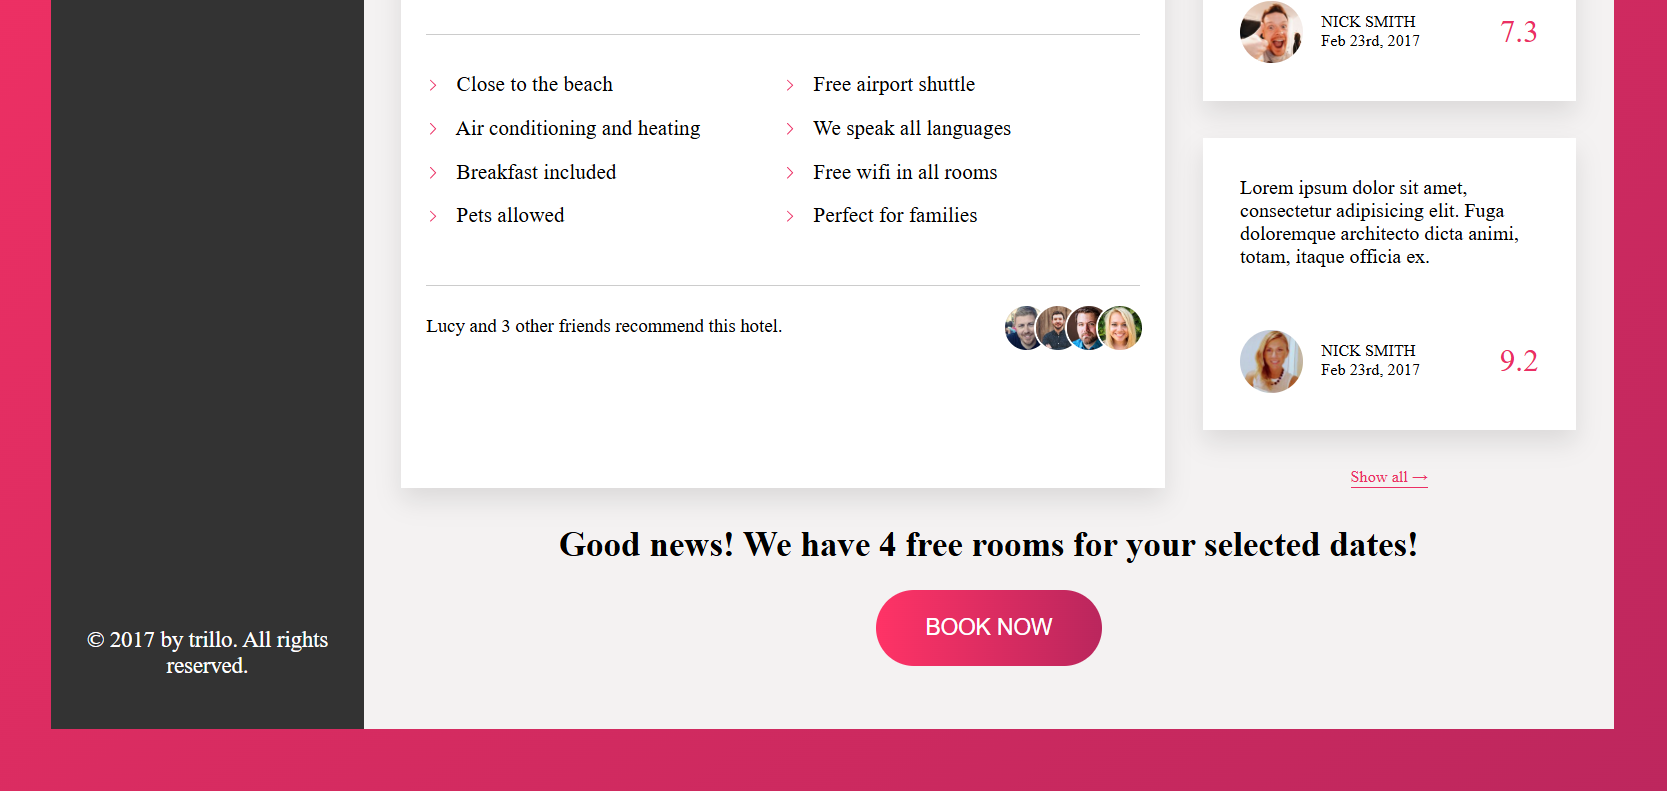 NICK SMITH
Feb 23rd, 2017
7.3
Close to the beach
Free airport shuttle
Air conditioning and heating
We speak all languages
Breakfast included
Free wifi in all rooms
Pets allowed
Perfect for families
Lucy and 3 other friends recommend this hotel.
Lorem ipsum dolor sit amet,
consectetur adipisicing elit. Fuga
doloremque architecto dicta animi,
totam, itaque officia ex.
NICK SMITH
Feb 23rd, 2017
9.2
Show all →
Good news! We have 4 free rooms for your selected dates!
BOOK NOW
© 2017 by trillo. All rights
reserved.